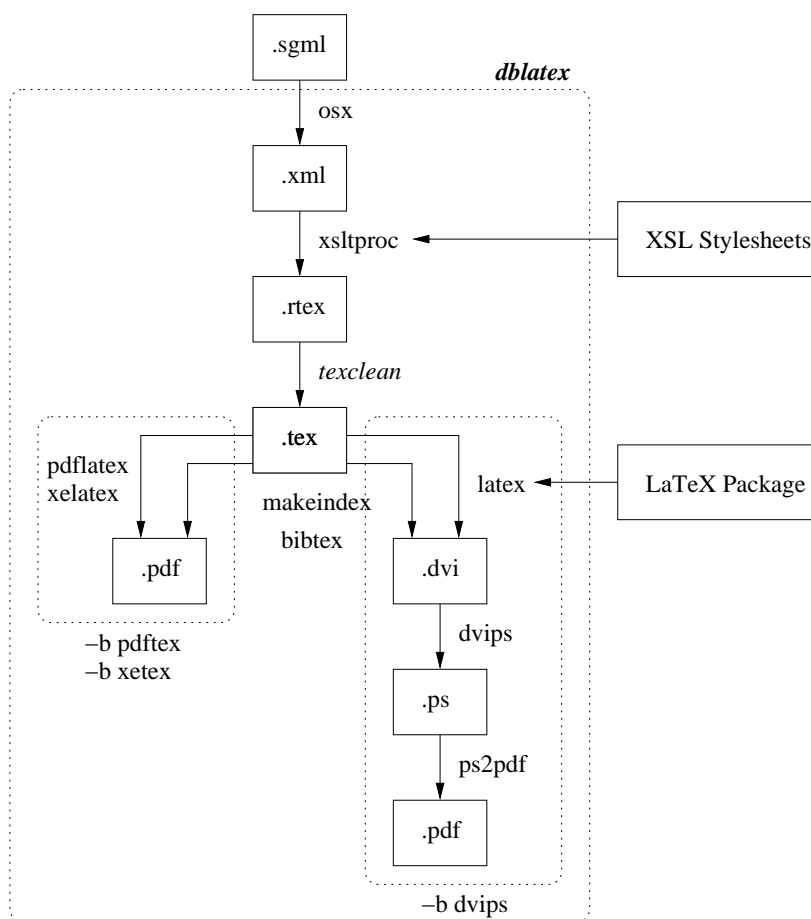 .sgml
dblatex
osx
.xml
xsltproc
XSL Stylesheets
.rtex
texclean
.tex
pdflatex
xelatex
latex
LaTeX Package
makeindex
bibtex
.pdf
.dvi
–b pdftex
–b xetex
dvips
.ps
ps2pdf
.pdf
–b dvips